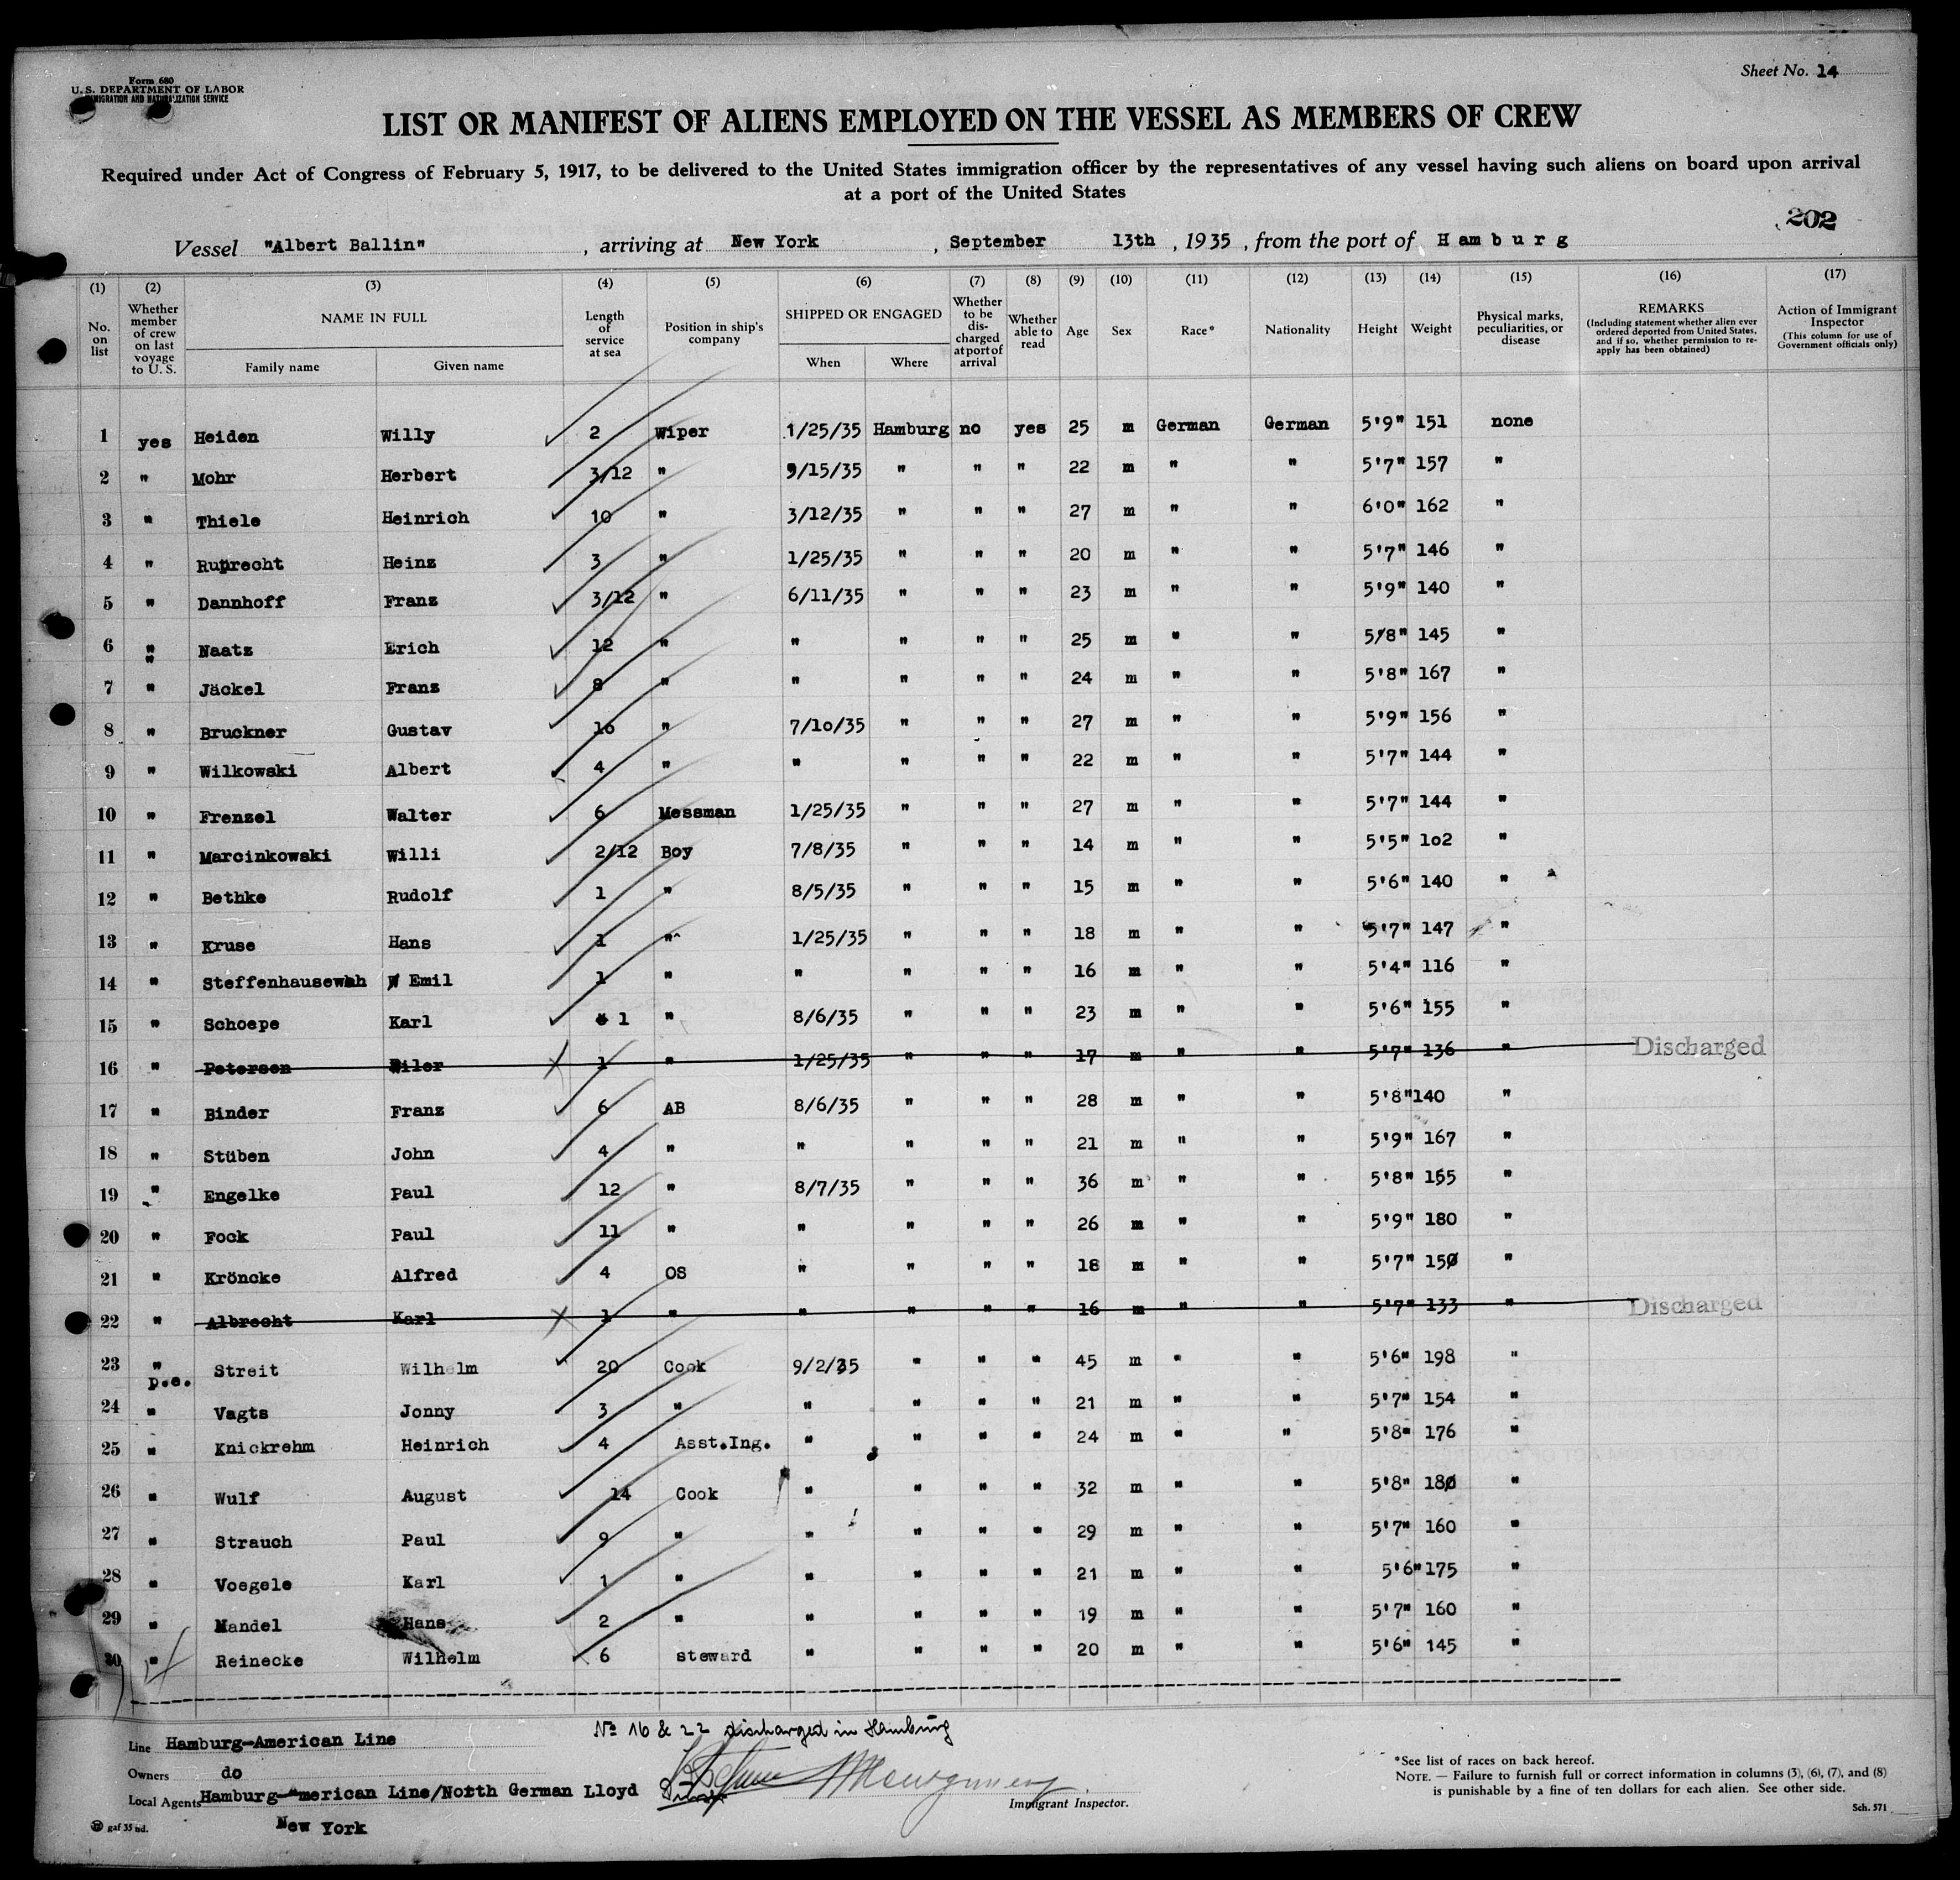 Form 680
U. S. DEPARTMENT OF LABOR
IMMIGRATION AND NATURALIZATION SERVICE
Sheet No. 14
LIST OR MANIFEST OF ALIENS EMPLOYED ON THE VESSEL AS MEMBERS OF CREW
Required under Act of Congress of February 5, 1917, to be delivered to the United States immigration officer by the representatives of any vessel having such aliens on board upon arrival
at a port of the United States
202
Vessel "Albert Ballin" , arriving at New York , September 13th , 1935 , from the port of Hamburg
(1) (2) (3) (4) (5) (6) (7) (8) (9) (10) (11) (12) (13) (14) (15) (16) (17)
No. on list
Whether member of crew on last voyage to U. S.
NAME IN FULL
Family name
Given name
Length of service at sea
Position in ship's company
SHIPPED OR ENGAGED
When
Where
Whether to be discharged at port of arrival
Whether able to read
Age
Sex
Race*
Nationality
Height
Weight
Physical marks, peculiarities, or disease
REMARKS
(Including statement whether alien ever ordered deported from United States, and if so, whether permission to reapply has been obtained)
Action of Immigrant Inspector
(This column for use of Government officials only)
1 yes Heiden Willy 2 Wiper 1/25/35 Hamburg no yes 25 m German German 5'9" 151 none
2 " Mohr Herbert 3/12 " 9/15/35 " " " 22 m " " 5'7" 157 "
3 " Thiele Heinrich 10 " 3/12/35 " " " 27 m " " 6'0" 162 "
4 " Ruprecht Heinz 3 " 1/25/35 " " " 20 m " " 5'7" 146 "
5 " Dannhoff Franz 3/12 " 6/11/35 " " " 23 m " " 5'9" 140 "
6 " Naatz Erich 12 " " " " " 25 m " " 5/8" 145 "
7 " Jäckel Franz 8 " " " " " 24 m " " 5'8" 167 "
8 " Bruckner Gustav 10 " 7/10/35 " " " 27 m " " 5'9" 156 "
9 " Wilkowski Albert 4 " " " " " 22 m " " 5'7" 144 "
10 " Frenzel Walter 6 Messman 1/25/35 " " " 27 m " " 5'7" 144 "
11 " Marcinkowski Willi 2/12 Boy 7/8/35 " " " 14 m " " 5'5" 1o2 "
12 " Bethke Rudolf 1 " 8/5/35 " " " 15 m " " 5'6" 140 "
13 " Kruse Hans 1 " 1/25/35 " " " 18 m " " 5'7" 147 "
14 " Emil 1 " " " " " 16 m " " 5'4" 116 "
15 " Schoepe Karl 1 " 8/6/35 " " " 23 m " " 5'6" 155 "
16 " Petersen 1 " 1/25/35 " " " 17 m " " 5'7" 136 " Discharged
17 " Binder Franz 6 AB 8/6/35 " " " 28 m " " 5'8" 140 "
18 " Stüben John 4 " " " " " 21 m " " 5'9" 167 "
19 " Engelke Paul 12 " 8/7/35 " " " 36 m " " 5'8" 155 "
20 " Fock Paul 11 " " " " " 26 m " " 5'9" 180 "
21 " Kröncke Alfred 4 OS " " " " 18 m " " 5'7" 150 "
22 " Albrecht Karl 1 " " " " " 16 m " " 5'7" 133 " Discharged
23 " p.e. Streit Wilhelm 20 Cook 9/2/35 " " " 45 m " " 5'6" 198 "
24 " Vagts Jonny 3 " " " " " 21 m " " 5'7" 154 "
25 " Knickrehm Heinrich 4 Asst.Ing. " " " " 24 m " " 5'8" 176 "
26 " Wulf August 14 Cook " " " " 32 m " " 5'8" 180 "
27 " Strauch Paul 9 " " " " " 29 m " " 5'7" 160 "
28 " Voegele Karl 1 " " " " " 21 m " " 5'6" 175 "
29 " Mandel Hans 2 " " " " " 19 m " " 5'7" 160 "
30 " Reinecke Wilhelm 6 steward " " " " 20 m " " 5'6" 145 "
No 16 & 22 discharged in Hamburg
Line Hamburg-American Line
Owners do
Local Agents Hamburg-American Line/North German Lloyd
New York
Immigrant Inspector.
*See list of races on back hereof.
NOTE. — Failure to furnish full or correct information in columns (3), (6), (7), and (8)
is punishable by a fine of ten dollars for each alien. See other side.
Sch. 571
gaf 35 nd.